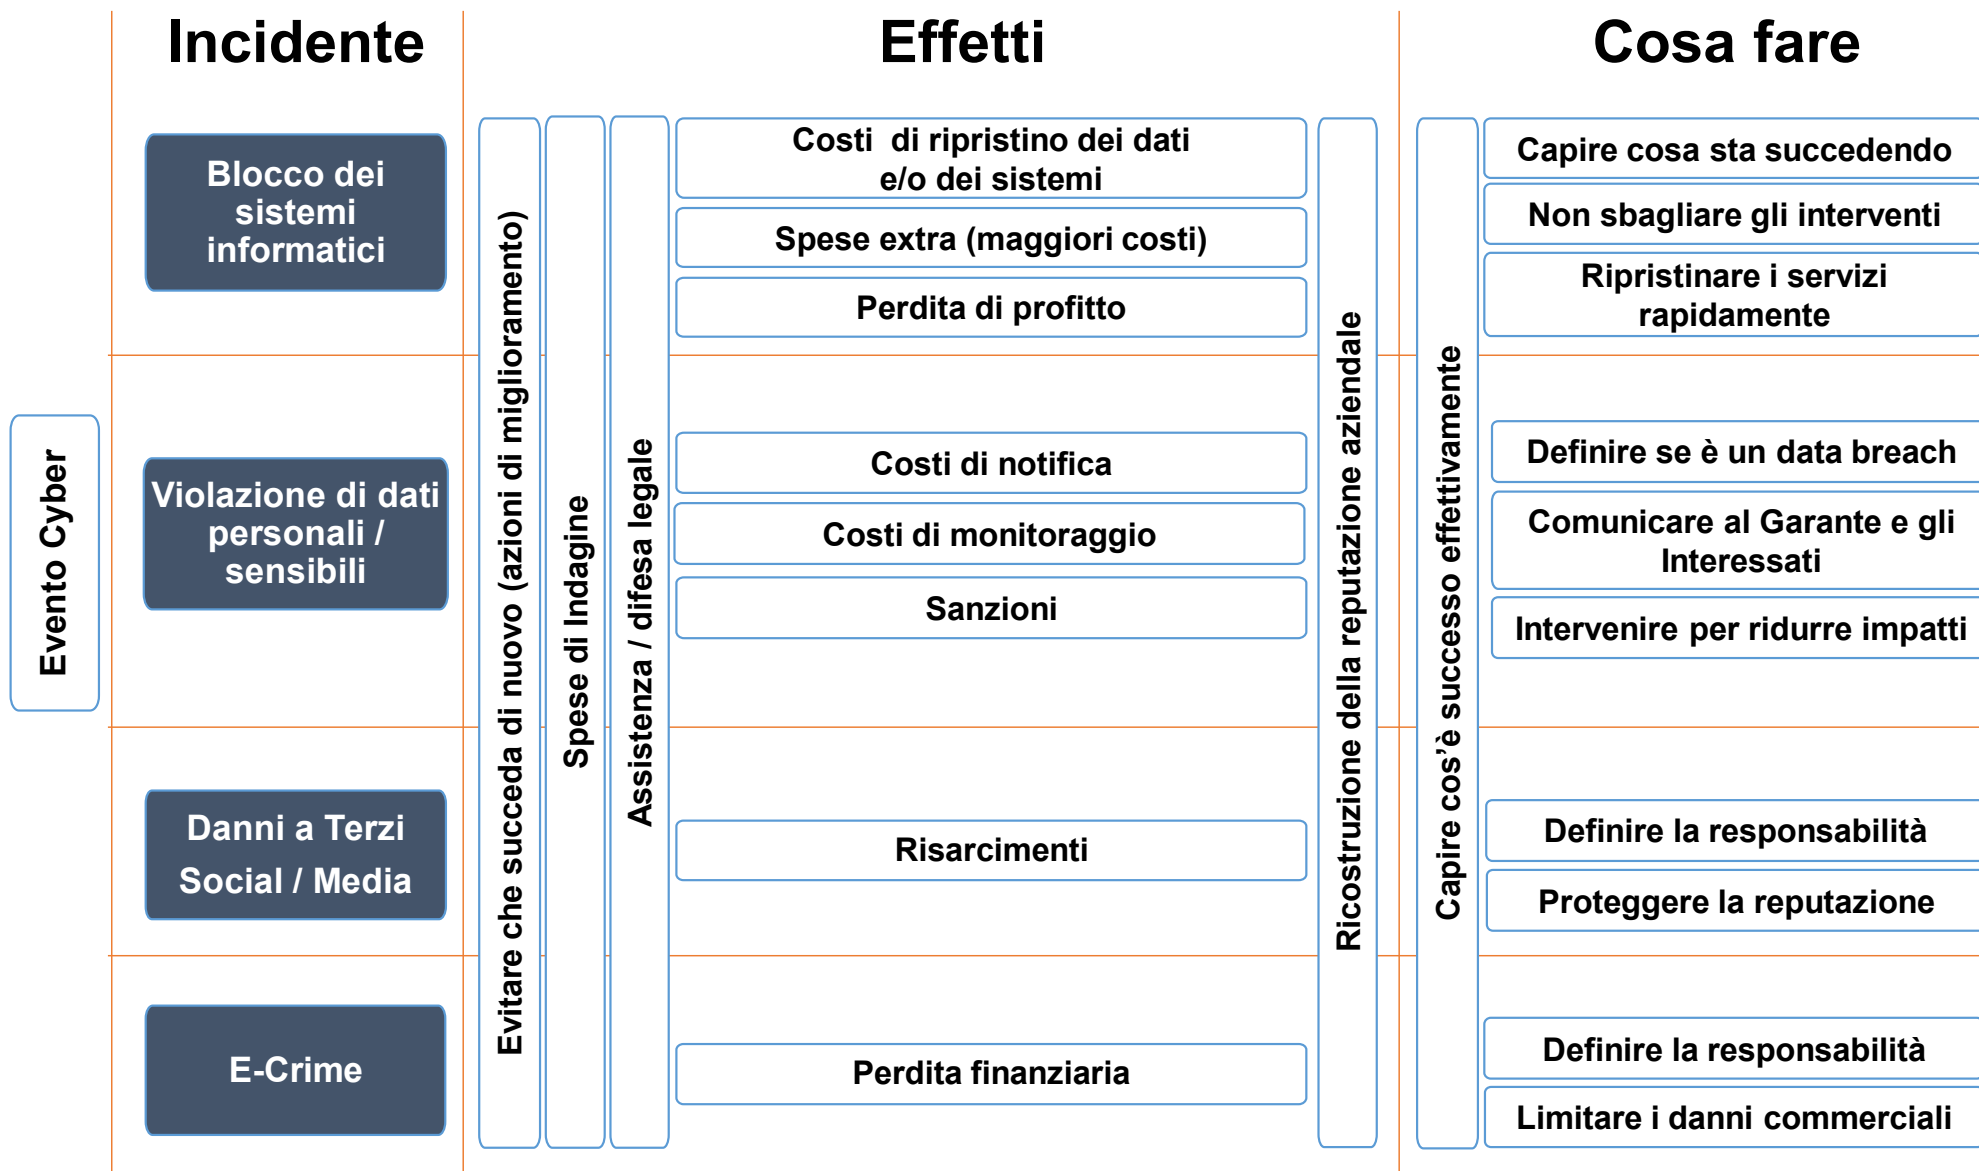 Incidente
Effetti
Cosa fare
Evento Cyber
Blocco dei
sistemi
informatici
Violazione di dati
personali /
sensibili
Danni a Terzi
Social / Media
E-Crime
Evitare che succeda di nuovo (azioni di miglioramento)
Spese di Indagine
Assistenza / difesa legale
Costi di ripristino dei dati
e/o dei sistemi
Spese extra (maggiori costi)
Perdita di profitto
Costi di notifica
Costi di monitoraggio
Sanzioni
Risarcimenti
Perdita finanziaria
Ricostruzione della reputazione aziendale
Capire cos’è successo effettivamente
Capire cosa sta succedendo
Non sbagliare gli interventi
Ripristinare i servizi
rapidamente
Definire se è un data breach
Comunicare al Garante e gli
Interessati
Intervenire per ridurre impatti
Definire la responsabilità
Proteggere la reputazione
Definire la responsabilità
Limitare i danni commerciali